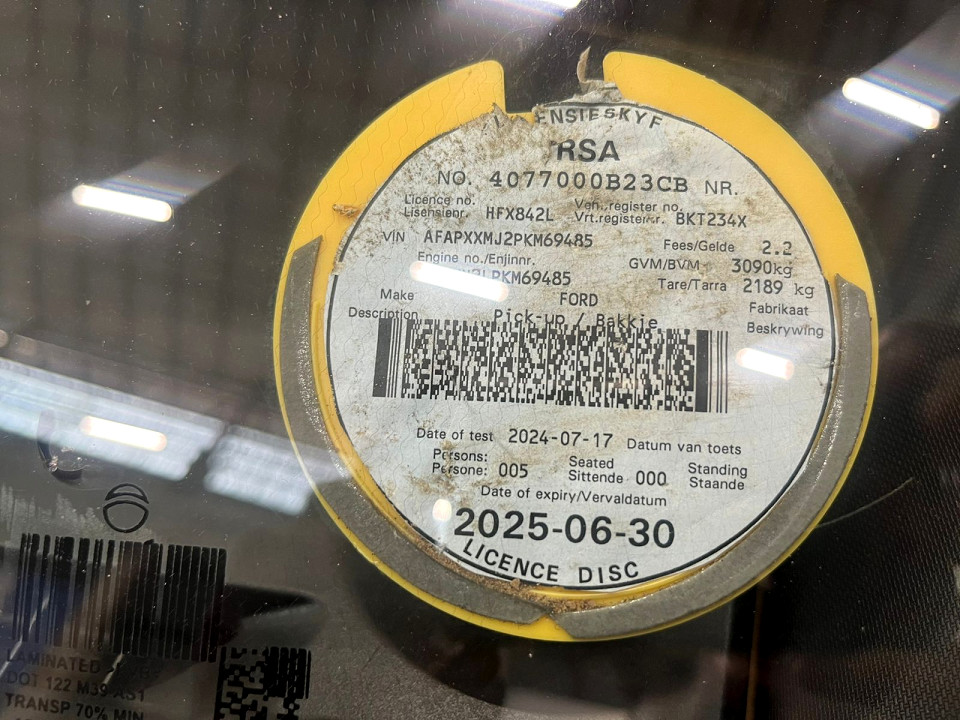 ENSIESKYF
RSA
NO. 4077000B23CB NR.
Licence no. Veh. register no.
Lisensienr. HFX842L Vrt.registernr. BKT234X
VIN AFAPXXMJ2PKM69485 Fees/Gelde 2.2
Engine no./Enjinnr. GVM/BVM 3090kg
PKM69485 Tare/Tarra 2189 kg
Make FORD Fabrikaat
Description Pick-up / Bakkie Beskrywing
Date of test 2024-07-17 Datum van toets
Persons: Seated Standing
Persone: 005 Sittende 000 Staande
Date of expiry/Vervaldatum
2025-06-30
LICENCE DISC
LAMINATED
DOT 122 M39 AS1
TRANSP 70% MIN